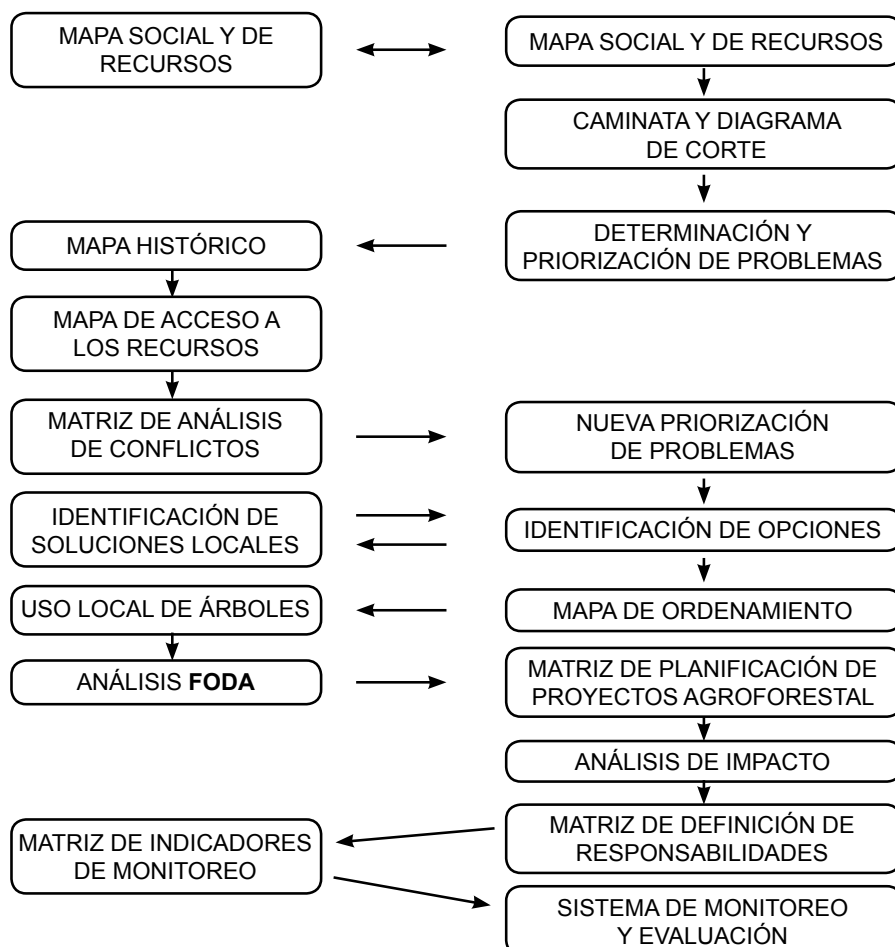 MAPA SOCIAL Y DE
RECURSOS
MAPA SOCIAL Y DE RECURSOS
CAMINATA Y DIAGRAMA
DE CORTE
MAPA HISTÓRICO
DETERMINACIÓN Y
PRIORIZACIÓN DE PROBLEMAS
MAPA DE ACCESO A
LOS RECURSOS
MATRIZ DE ANÁLISIS
DE CONFLICTOS
NUEVA PRIORIZACIÓN
DE PROBLEMAS
IDENTIFICACIÓN DE
SOLUCIONES LOCALES
IDENTIFICACIÓN DE OPCIONES
USO LOCAL DE ÁRBOLES
MAPA DE ORDENAMIENTO
ANÁLISIS FODA
MATRIZ DE PLANIFICACIÓN DE
PROYECTOS AGROFORESTAL
ANÁLISIS DE IMPACTO
MATRIZ DE INDICADORES
DE MONITOREO
MATRIZ DE DEFINICIÓN DE
RESPONSABILIDADES
SISTEMA DE MONITOREO
Y EVALUACIÓN